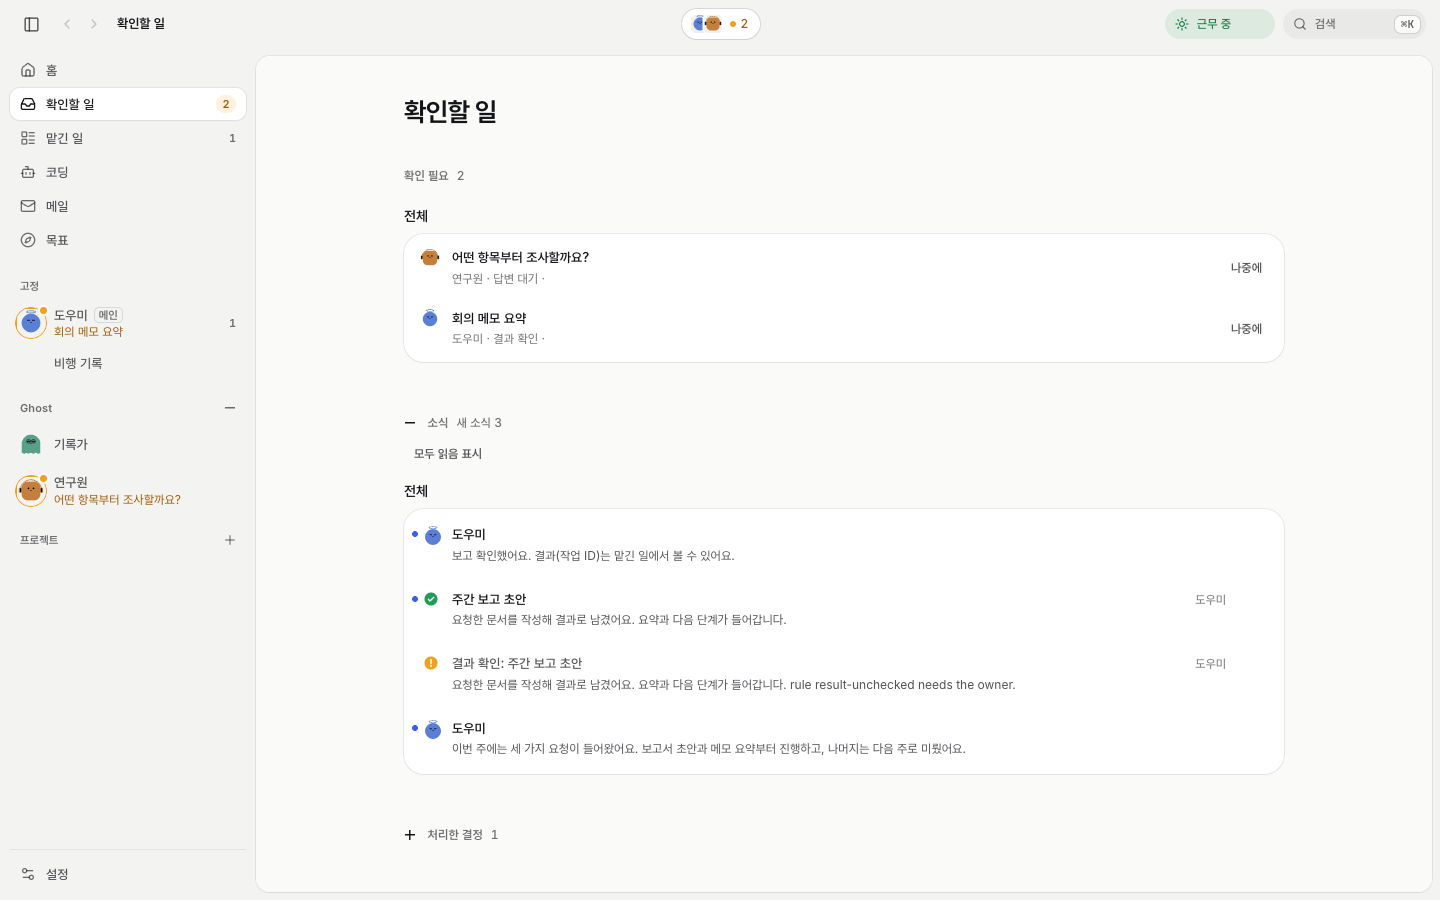 확인할 일
2
근무 중
검색
⌘K
홈
확인할 일 2
맡긴 일 1
코딩
메일
목표
고정
도우미 메인
회의 메모 요약
1
비행 기록
Ghost
기록가
연구원
어떤 항목부터 조사할까요?
프로젝트
설정
확인할 일
확인 필요 2
전체
어떤 항목부터 조사할까요?
연구원 · 답변 대기 ·
나중에
회의 메모 요약
도우미 · 결과 확인 ·
나중에
소식 새 소식 3
모두 읽음 표시
전체
도우미
보고 확인했어요. 결과(작업 ID)는 맡긴 일에서 볼 수 있어요.
주간 보고 초안
도우미
요청한 문서를 작성해 결과로 남겼어요. 요약과 다음 단계가 들어갑니다.
결과 확인: 주간 보고 초안
도우미
요청한 문서를 작성해 결과로 남겼어요. 요약과 다음 단계가 들어갑니다. rule result-unchecked needs the owner.
도우미
이번 주에는 세 가지 요청이 들어왔어요. 보고서 초안과 메모 요약부터 진행하고, 나머지는 다음 주로 미뤘어요.
처리한 결정 1